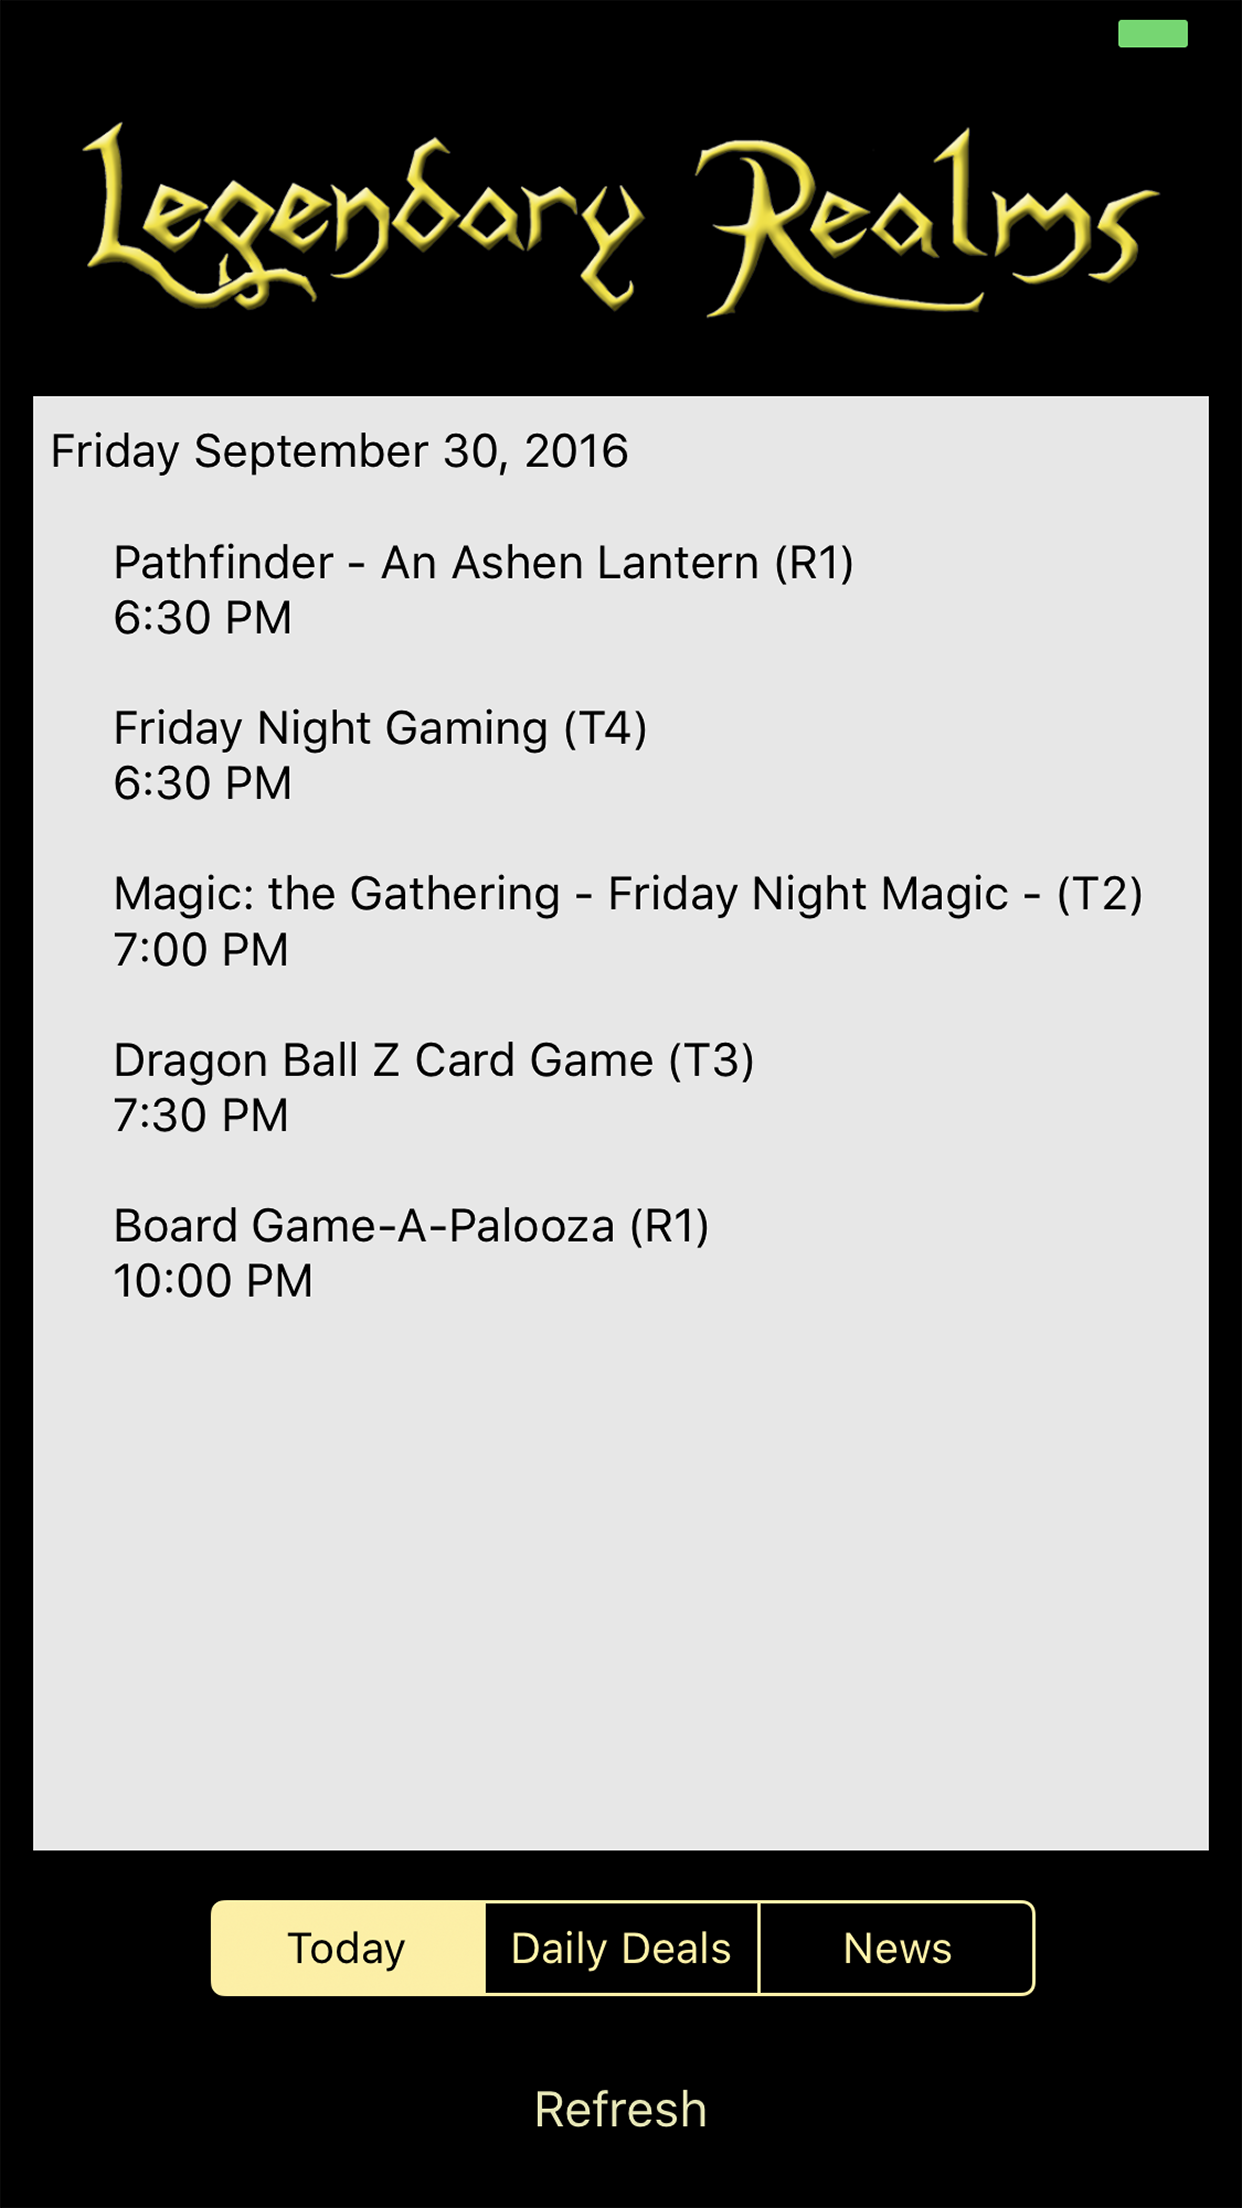 Legendary Realms
Friday September 30, 2016
Pathfinder - An Ashen Lantern (R1)
6:30 PM
Friday Night Gaming (T4)
6:30 PM
Magic: the Gathering - Friday Night Magic - (T2)
7:00 PM
Dragon Ball Z Card Game (T3)
7:30 PM
Board Game-A-Palooza (R1)
10:00 PM
Today Daily Deals News
Refresh